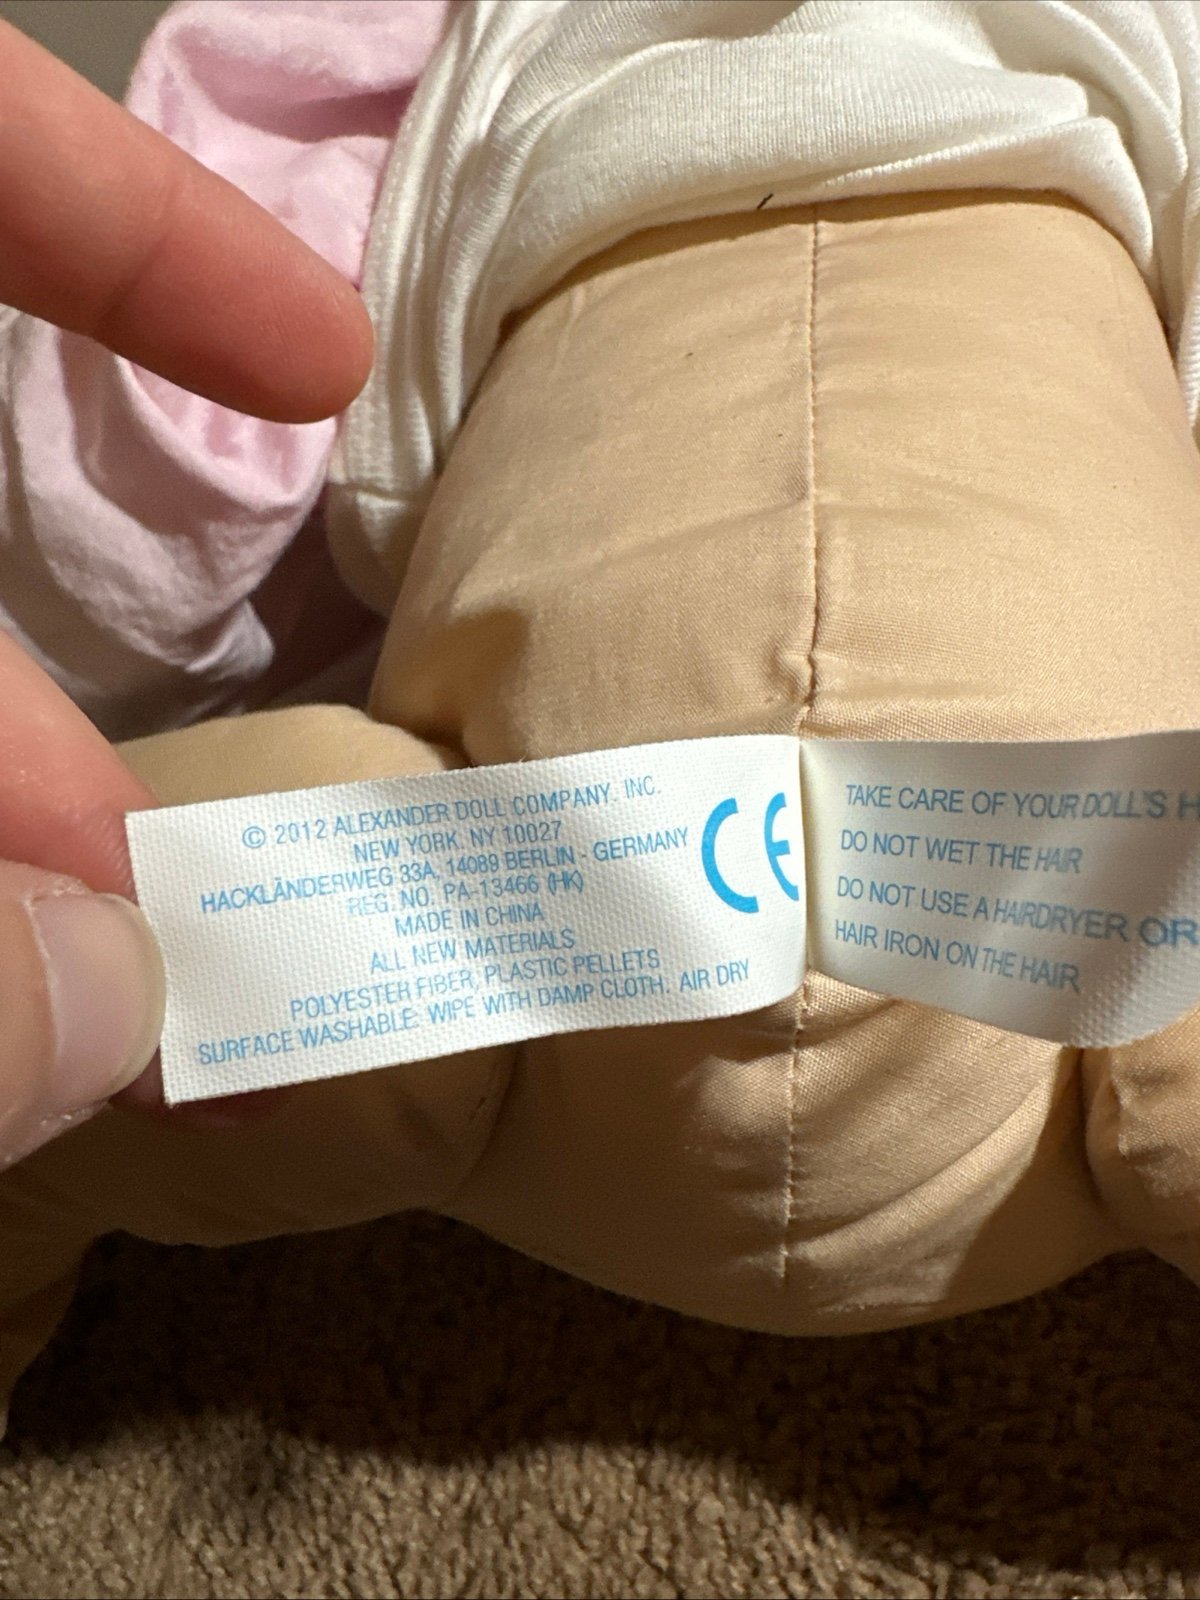 © 2012 ALEXANDER DOLL COMPANY. INC.
NEW YORK. NY 10027
HACKLÄNDERWEG 33A, 14089 BERLIN - GERMANY
REG. NO. PA-13466 (HK)
MADE IN CHINA
ALL NEW MATERIALS
POLYESTER FIBER, PLASTIC PELLETS
SURFACE WASHABLE: WIPE WITH DAMP CLOTH. AIR DRY
CE
TAKE CARE OF YOUR DOLL'S H
DO NOT WET THE HAIR
DO NOT USE A HAIRDRYER OR
HAIR IRON ON THE HAIR